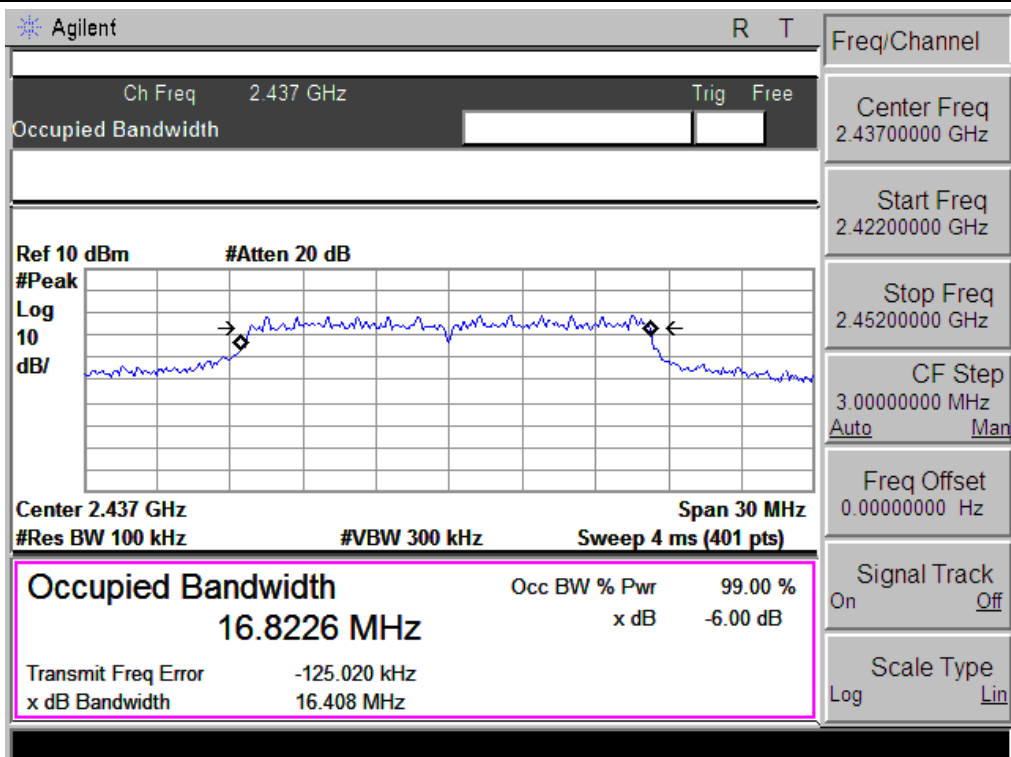 Agilent R T
Ch Freq 2.437 GHz Trig Free
Occupied Bandwidth
Ref 10 dBm #Atten 20 dB
#Peak
Log
10
dB/
Center 2.437 GHz Span 30 MHz
#Res BW 100 kHz #VBW 300 kHz Sweep 4 ms (401 pts)
Occupied Bandwidth Occ BW % Pwr 99.00 %
16.8226 MHz x dB -6.00 dB
Transmit Freq Error -125.020 kHz
x dB Bandwidth 16.408 MHz
Freq/Channel
Center Freq
2.43700000 GHz
Start Freq
2.42200000 GHz
Stop Freq
2.45200000 GHz
CF Step
3.00000000 MHz
Auto Man
Freq Offset
0.00000000 Hz
Signal Track
On Off
Scale Type
Log Lin